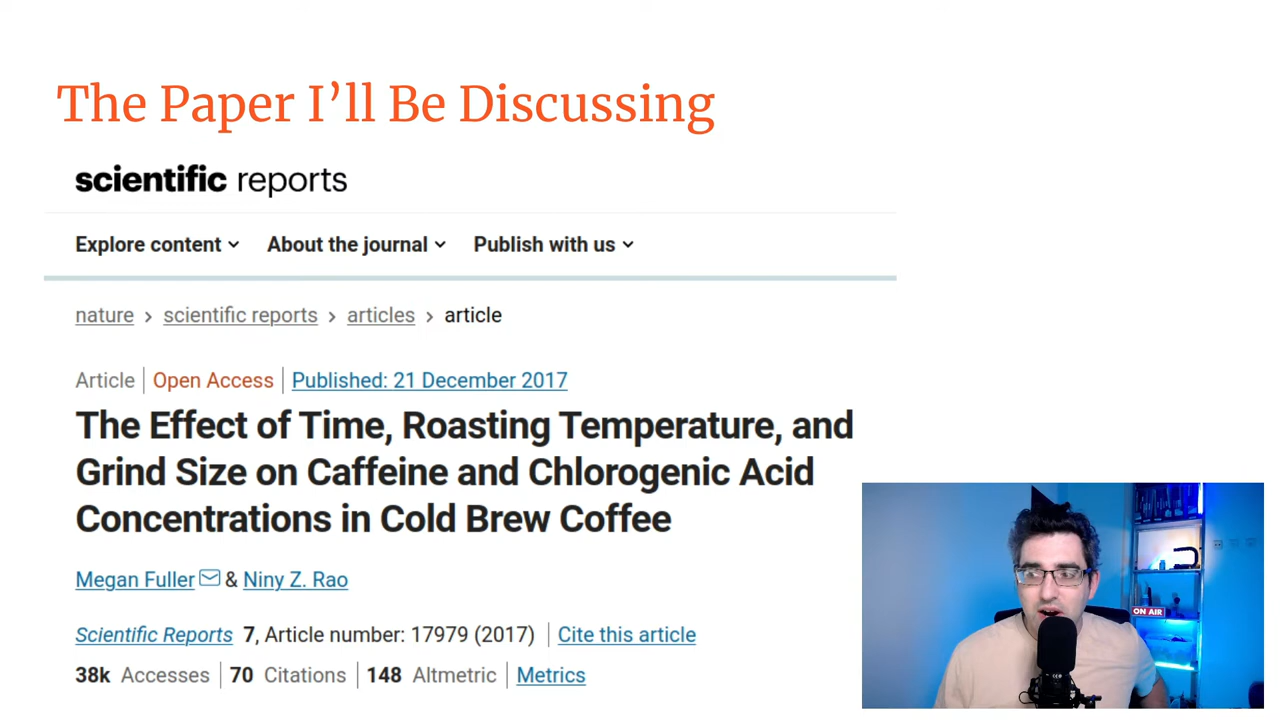 The Paper I’ll Be Discussing
scientific reports
Explore content About the journal Publish with us
nature > scientific reports > articles > article
Article | Open Access | Published: 21 December 2017
The Effect of Time, Roasting Temperature, and
Grind Size on Caffeine and Chlorogenic Acid
Concentrations in Cold Brew Coffee
Megan Fuller & Niny Z. Rao
Scientific Reports 7, Article number: 17979 (2017) | Cite this article
38k Accesses | 70 Citations | 148 Altmetric | Metrics
ON AIR